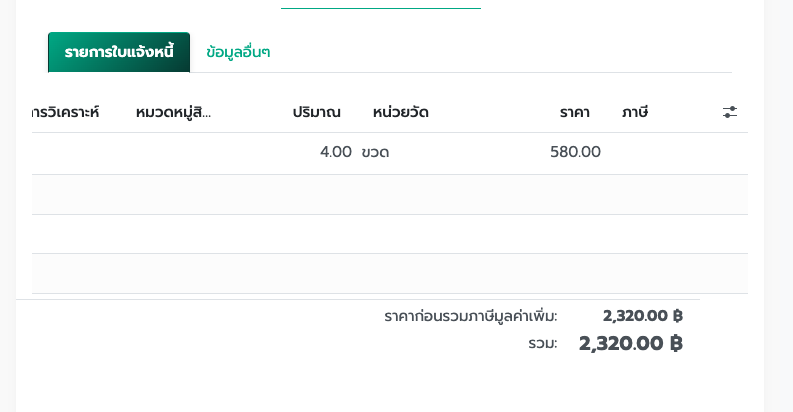 รายการใบแจ้งหนี้ ข้อมูลอื่นๆ
การวิเคราะห์ หมวดหมู่สิ... ปริมาณ หน่วยวัด ราคา ภาษี
4.00 ขวด 580.00
ราคาก่อนรวมภาษีมูลค่าเพิ่ม: 2,320.00 ฿
รวม: 2,320.00 ฿